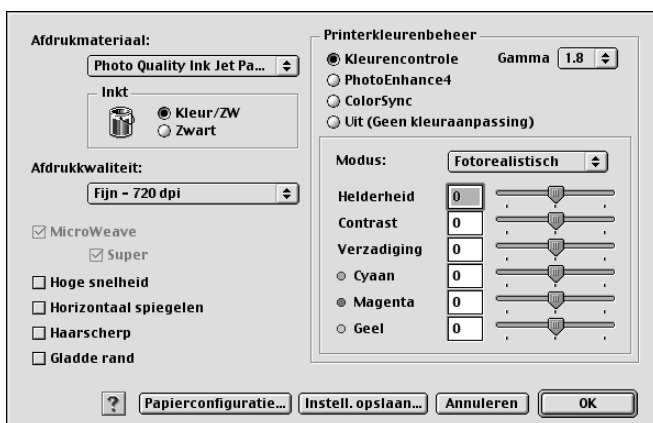 Afdrukmateriaal:
Photo Quality Ink Jet Pa...
Inkt
Kleur/ZW
Zwart
Afdrukkwaliteit:
Fijn - 720 dpi
MicroWeave
Super
Hoge snelheid
Horizontaal spiegelen
Haarscherp
Gladde rand
Printerkleurenbeheer
Kleurencontrole Gamma 1.8
PhotoEnhance4
ColorSync
Uit (Geen kleuraanpassing)
Modus: Fotorealistisch
Helderheid 0
Contrast 0
Verzadiging 0
Cyaan 0
Magenta 0
Geel 0
? Papierconfiguratie... Instell. opslaan... Annuleren OK